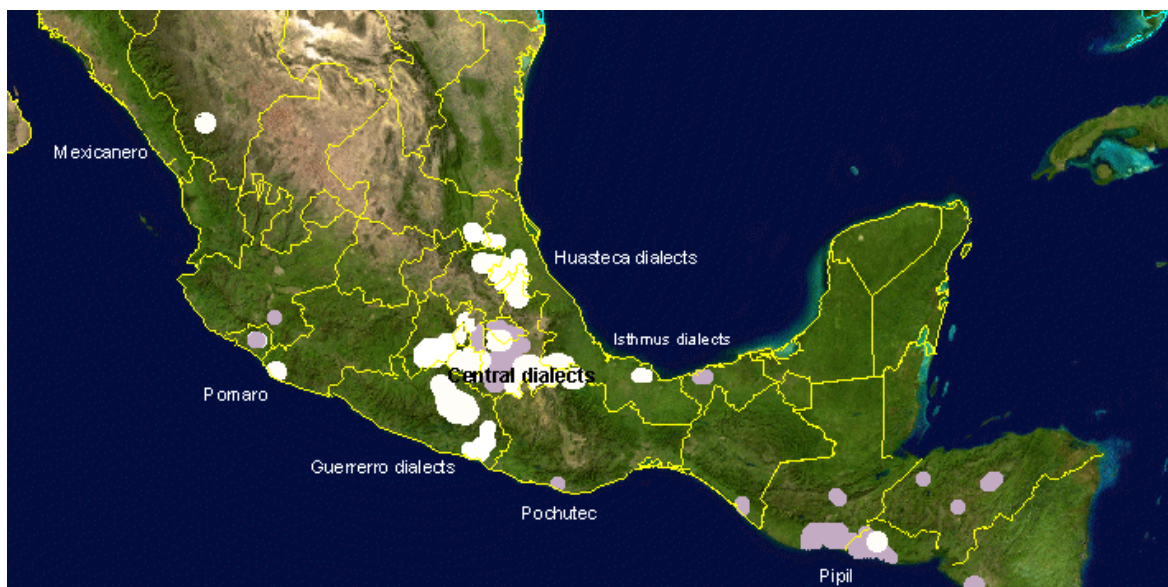 Mexicanero
Huasteca dialects
Isthmus dialects
Central dialects
Pomaro
Guerrerro dialects
Pochutec
Pipil